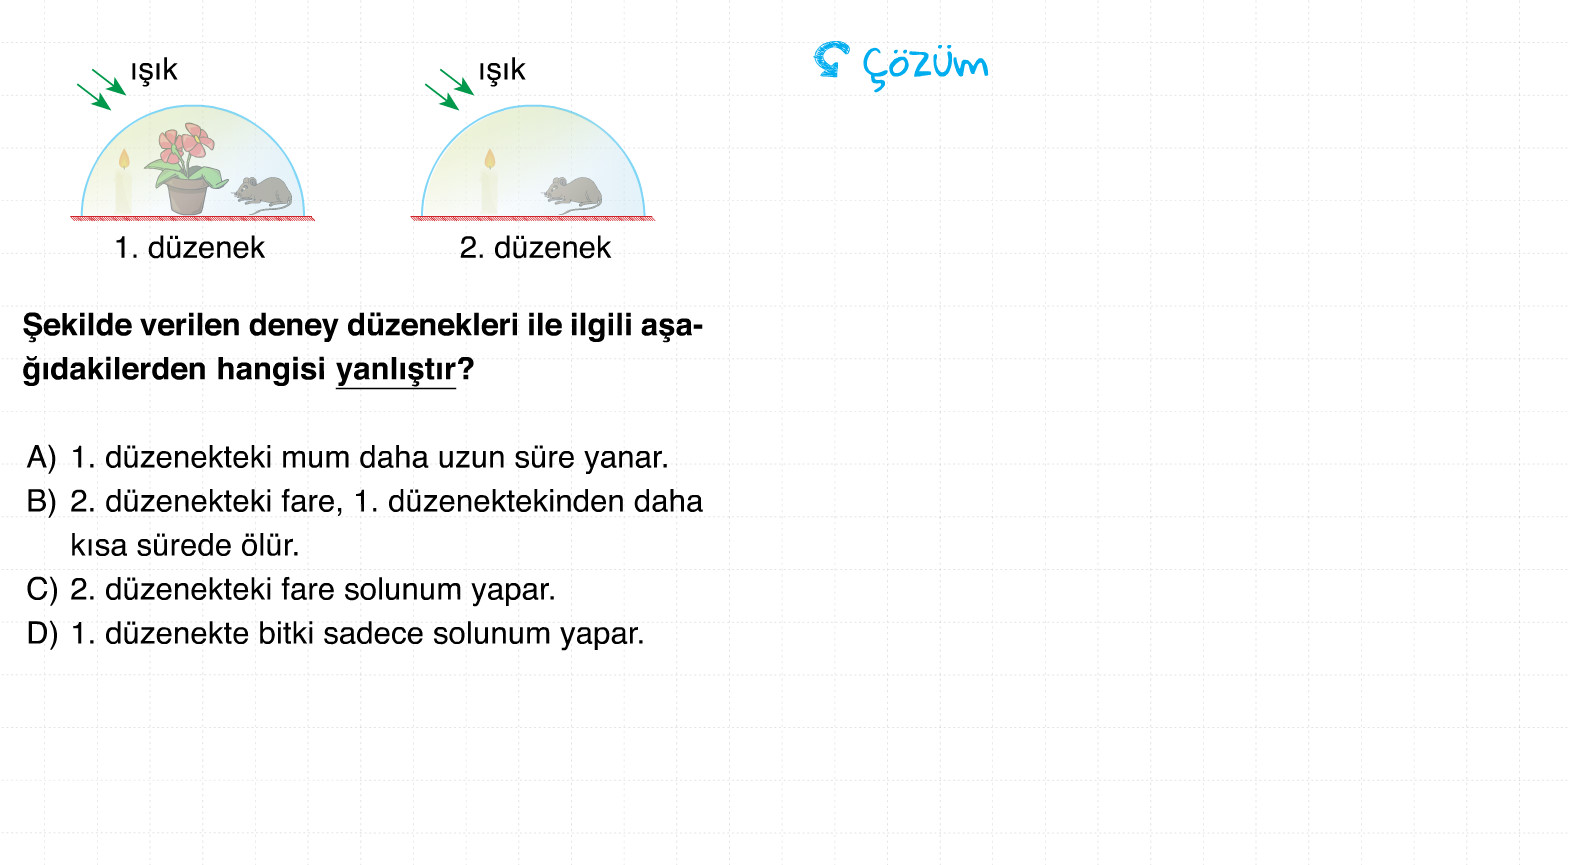 ışık
ışık
Çözüm
1. düzenek
2. düzenek
Şekilde verilen deney düzenekleri ile ilgili aşa-
ğıdakilerden hangisi yanlıştır?
A) 1. düzenekteki mum daha uzun süre yanar.
B) 2. düzenekteki fare, 1. düzenektekinden daha
kısa sürede ölür.
C) 2. düzenekteki fare solunum yapar.
D) 1. düzenekte bitki sadece solunum yapar.